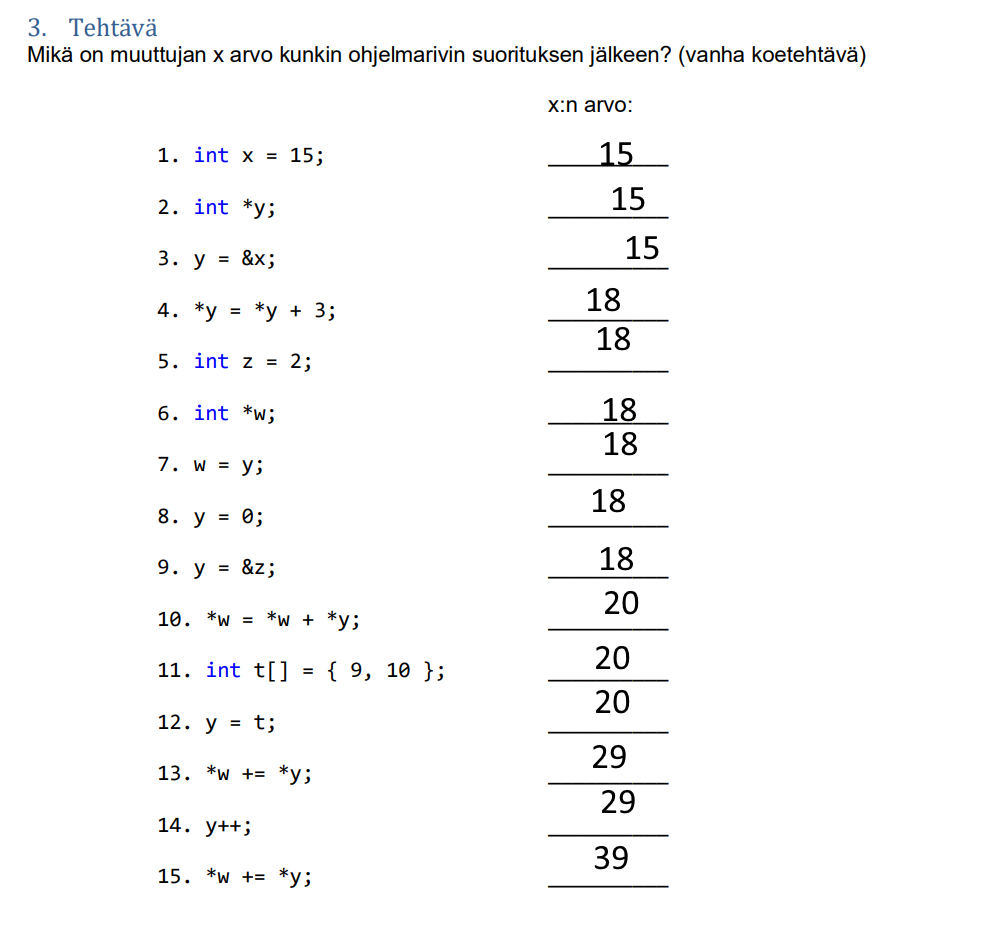 3. Tehtävä
Mikä on muuttujan x arvo kunkin ohjelmarivin suorituksen jälkeen? (vanha koetehtävä)
x:n arvo:
1. int x = 15; 15
2. int *y; 15
3. y = &x; 15
4. *y = *y + 3; 18
5. int z = 2; 18
6. int *w; 18
7. w = y; 18
8. y = 0; 18
9. y = &z; 18
10. *w = *w + *y; 20
11. int t[] = { 9, 10 }; 20
12. y = t; 20
13. *w += *y; 29
14. y++; 29
15. *w += *y; 39